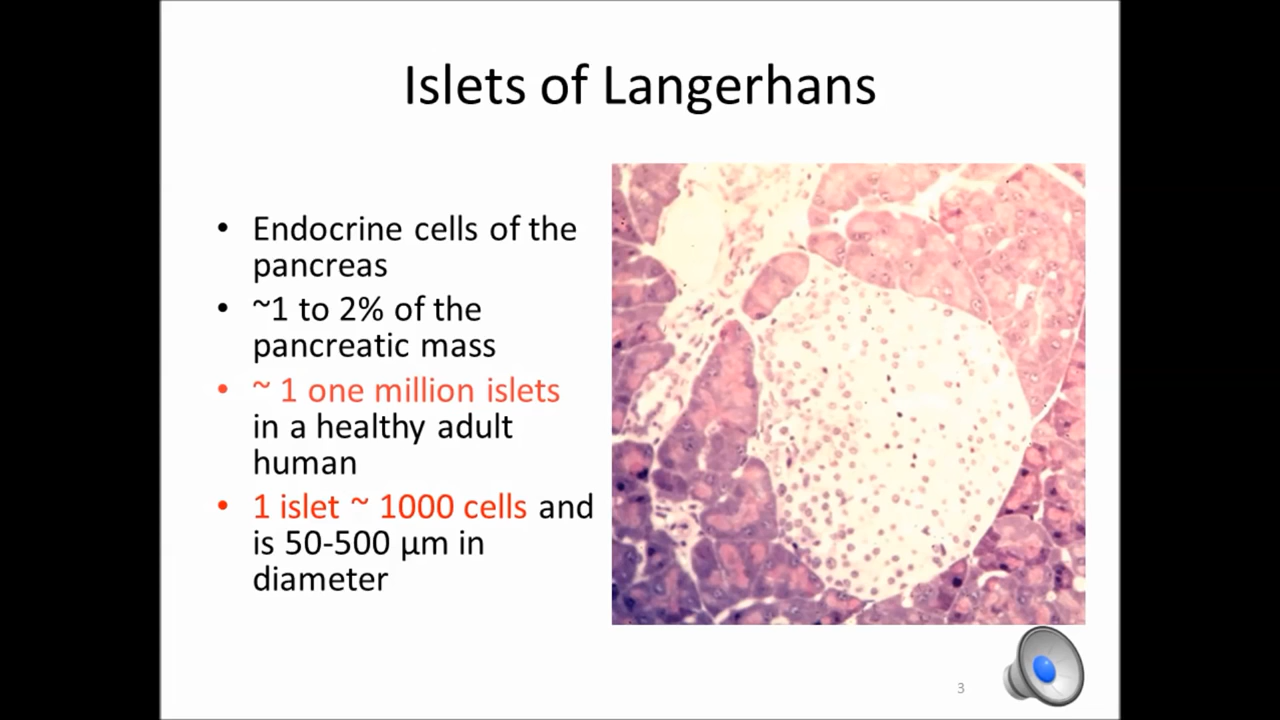 Islets of Langerhans
• Endocrine cells of the
pancreas
• ~1 to 2% of the
pancreatic mass
• ~ 1 one million islets
in a healthy adult
human
• 1 islet ~ 1000 cells and
is 50-500 μm in
diameter
3